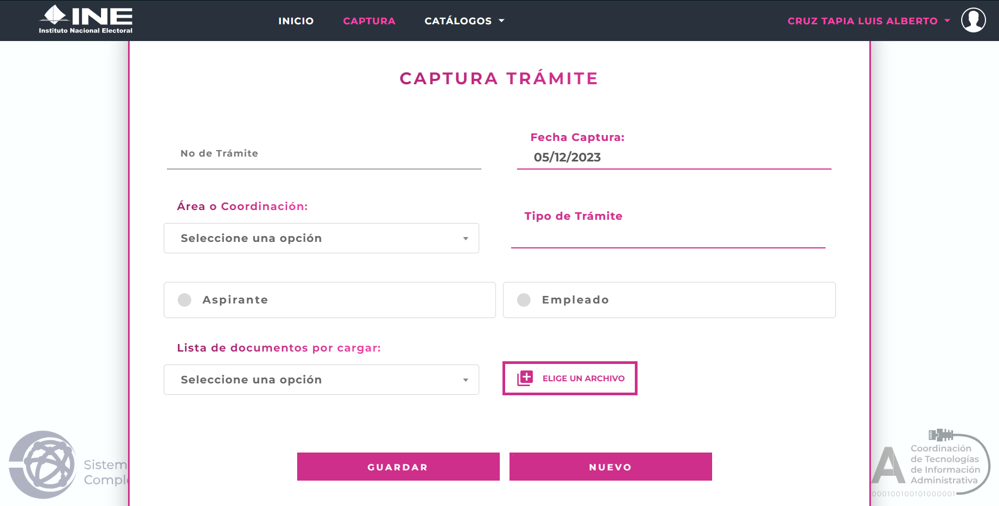 INE
Instituto Nacional Electoral
INICIO
CAPTURA
CATÁLOGOS
CRUZ TAPIA LUIS ALBERTO
CAPTURA TRÁMITE
No de Trámite
Fecha Captura:
05/12/2023
Área o Coordinación:
Seleccione una opción
Tipo de Trámite
Aspirante
Empleado
Lista de documentos por cargar:
Seleccione una opción
ELIGE UN ARCHIVO
GUARDAR
NUEVO
Sistem
Comple
A
Coordinación
de Tecnologías
de Información
Administrativa
000100100101000001